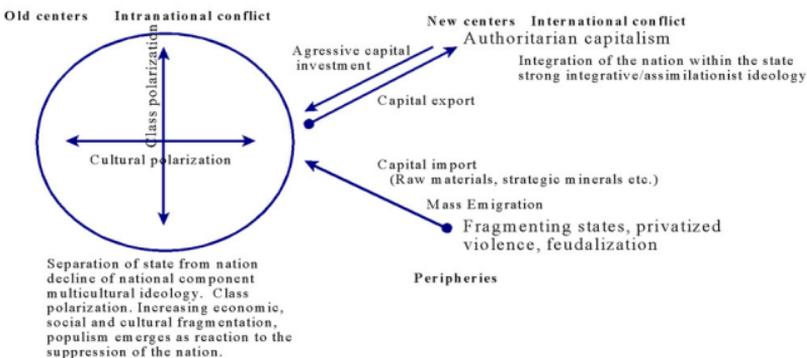 Old centers Intranational conflict
New centers International conflict
Class polarization
Cultural polarization
Agressive capital
investment
Authoritarian capitalism
Integration of the nation within the state
strong integrative/assimilationist ideology
Capital export
Capital import
(Raw materials, strategic minerals etc.)
Mass Emigration
Fragmenting states, privatized
violence, feudalization
Peripheries
Separation of state from nation
decline of national component
multicultural ideology. Class
polarization. Increasing economic,
social and cultural fragmentation,
populism emerges as reaction to the
suppression of the nation.